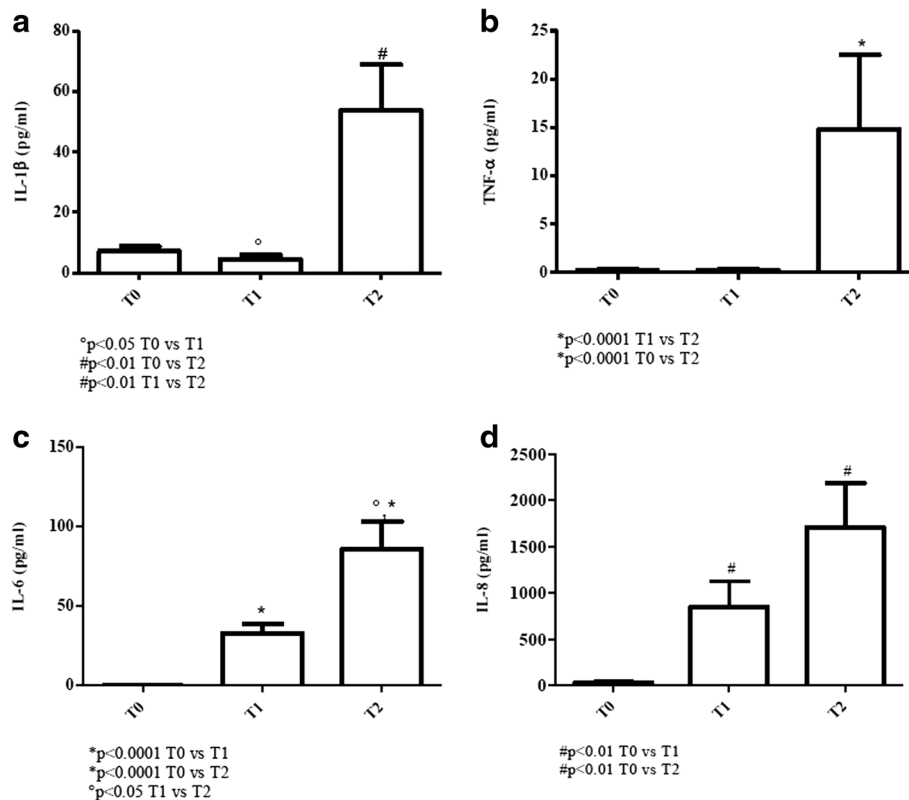 a
80
60
40
20
0
IL-1β (pg/ml)
#
°
T0
T1
T2
°p<0.05 T0 vs T1
#p<0.01 T0 vs T2
#p<0.01 T1 vs T2
b
25
20
15
10
5
0
TNF-α (pg/ml)
*
T0
T1
T2
*p<0.0001 T1 vs T2
*p<0.0001 T0 vs T2
c
150
100
50
0
IL-6 (pg/ml)
*
° *
T0
T1
T2
*p<0.0001 T0 vs T1
*p<0.0001 T0 vs T2
°p<0.05 T1 vs T2
d
2500
2000
1500
1000
500
0
IL-8 (pg/ml)
#
#
T0
T1
T2
#p<0.01 T0 vs T1
#p<0.01 T0 vs T2